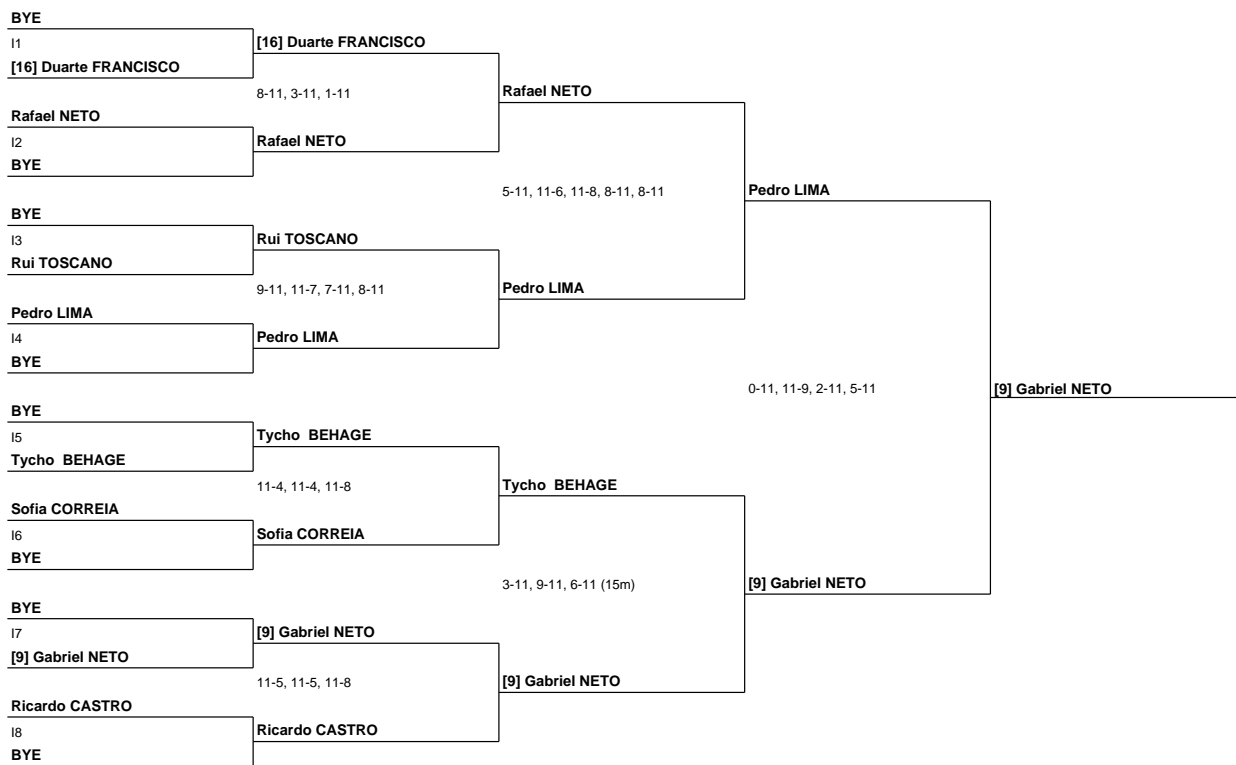 BYE
I1
[16] Duarte FRANCISCO
[16] Duarte FRANCISCO
8-11, 3-11, 1-11
Rafael NETO
Rafael NETO
I2
Rafael NETO
BYE
5-11, 11-6, 11-8, 8-11, 8-11
Pedro LIMA
BYE
I3
Rui TOSCANO
Rui TOSCANO
9-11, 11-7, 7-11, 8-11
Pedro LIMA
Pedro LIMA
I4
Pedro LIMA
BYE
0-11, 11-9, 2-11, 5-11
[9] Gabriel NETO
BYE
I5
Tycho BEHAGE
Tycho BEHAGE
11-4, 11-4, 11-8
Tycho BEHAGE
Sofia CORREIA
I6
Sofia CORREIA
BYE
3-11, 9-11, 6-11 (15m)
[9] Gabriel NETO
BYE
I7
[9] Gabriel NETO
[9] Gabriel NETO
11-5, 11-5, 11-8
[9] Gabriel NETO
Ricardo CASTRO
I8
Ricardo CASTRO
BYE